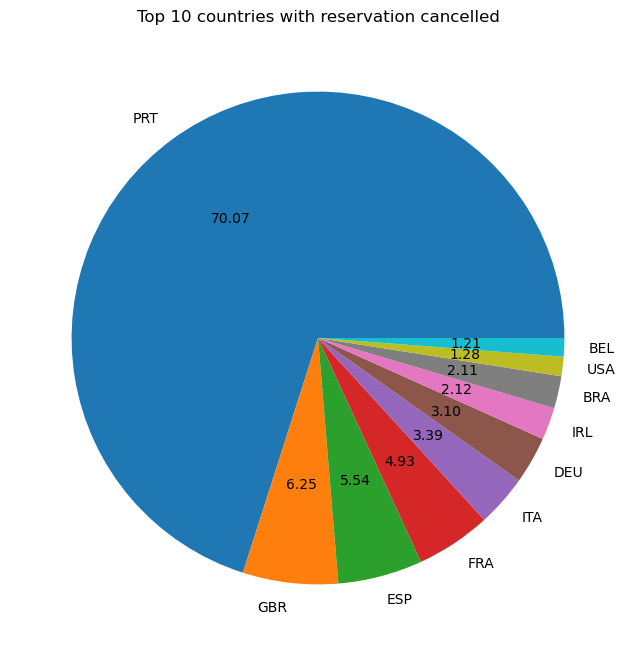 Top 10 countries with reservation cancelled
PRT
70.07
1.21
BEL
1.28
USA
2.11
BRA
2.12
IRL
3.10
DEU
3.39
ITA
4.93
FRA
5.54
ESP
6.25
GBR